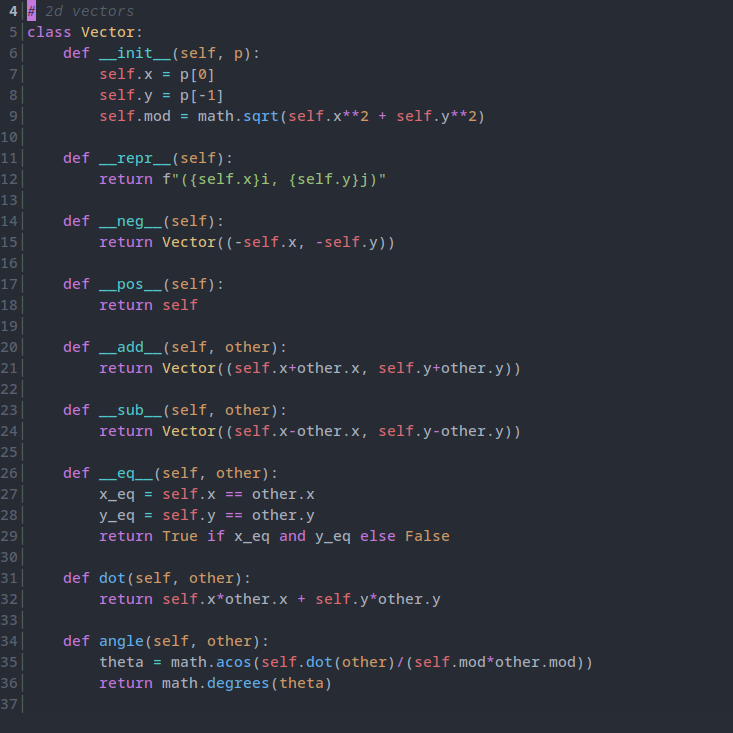 4 # 2d vectors
5 class Vector:
6     def __init__(self, p):
7         self.x = p[0]
8         self.y = p[-1]
9         self.mod = math.sqrt(self.x**2 + self.y**2)
10
11     def __repr__(self):
12         return f"({self.x}i, {self.y}j)"
13
14     def __neg__(self):
15         return Vector((-self.x, -self.y))
16
17     def __pos__(self):
18         return self
19
20     def __add__(self, other):
21         return Vector((self.x+other.x, self.y+other.y))
22
23     def __sub__(self, other):
24         return Vector((self.x-other.x, self.y-other.y))
25
26     def __eq__(self, other):
27         x_eq = self.x == other.x
28         y_eq = self.y == other.y
29         return True if x_eq and y_eq else False
30
31     def dot(self, other):
32         return self.x*other.x + self.y*other.y
33
34     def angle(self, other):
35         theta = math.acos(self.dot(other)/(self.mod*other.mod))
36         return math.degrees(theta)
37